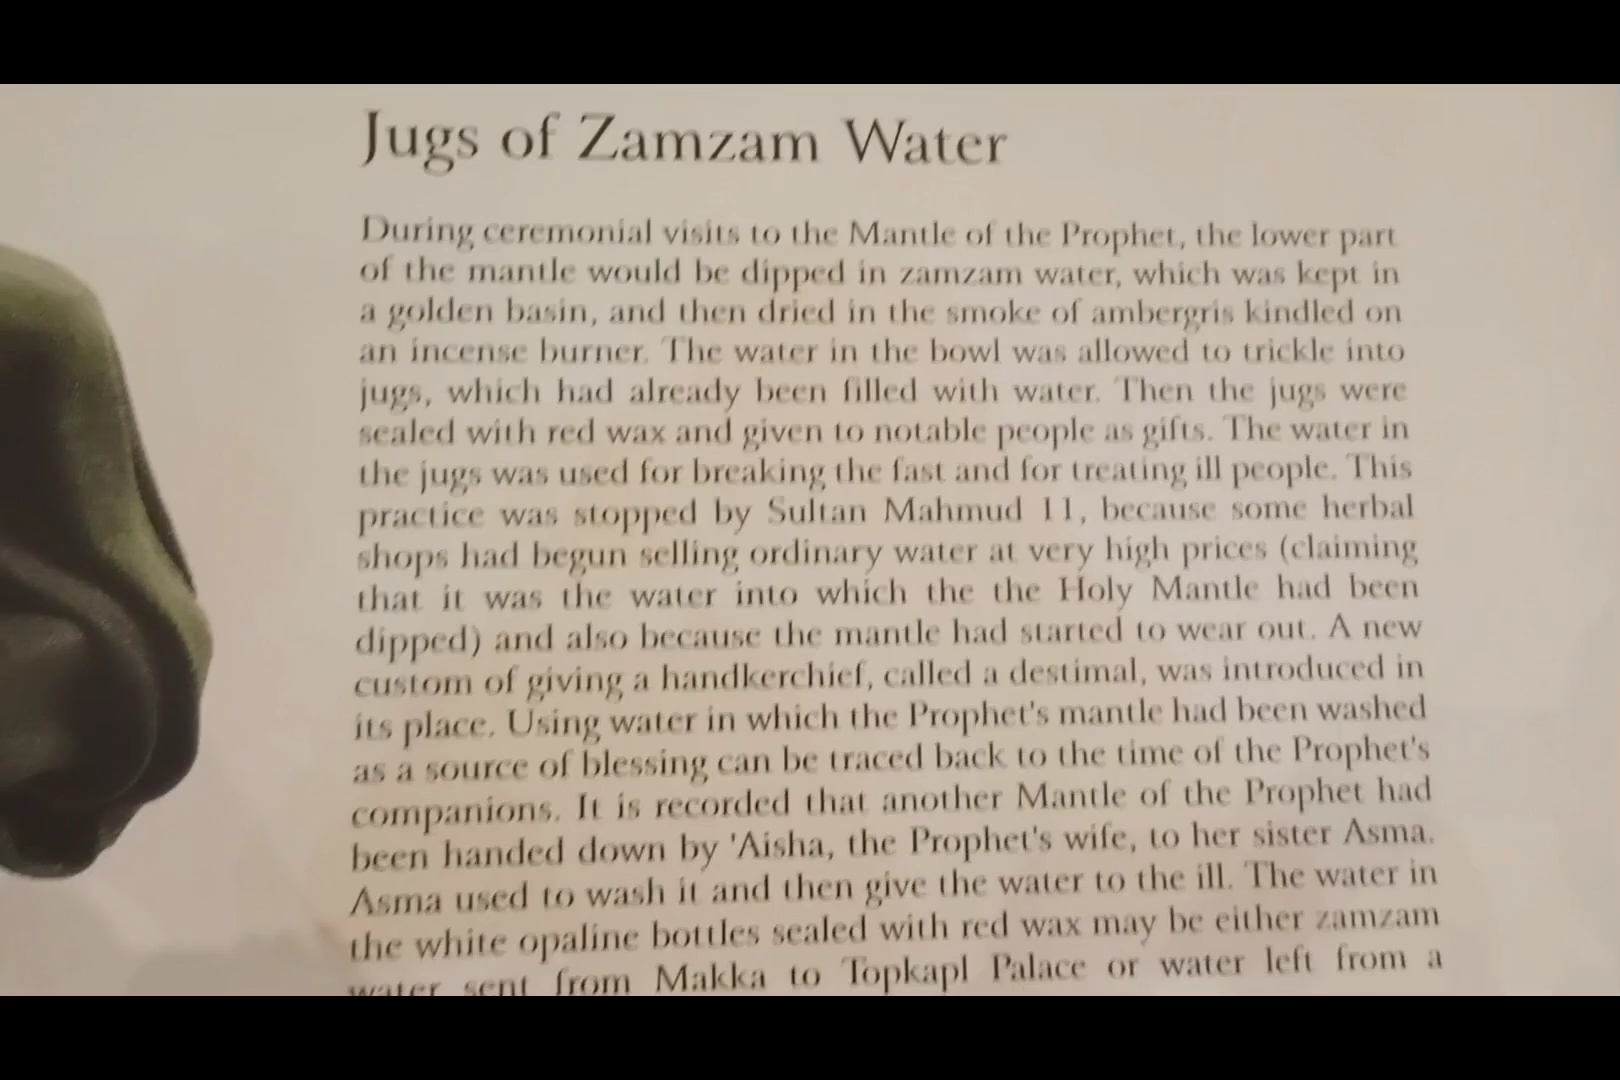 Jugs of Zamzam Water
During ceremonial visits to the Mantle of the Prophet, the lower part
of the mantle would be dipped in zamzam water, which was kept in
a golden basin, and then dried in the smoke of ambergris kindled on
an incense burner. The water in the bowl was allowed to trickle into
jugs, which had already been filled with water. Then the jugs were
sealed with red wax and given to notable people as gifts. The water in
the jugs was used for breaking the fast and for treating ill people. This
practice was stopped by Sultan Mahmud 11, because some herbal
shops had begun selling ordinary water at very high prices (claiming
that it was the water into which the the Holy Mantle had been
dipped) and also because the mantle had started to wear out. A new
custom of giving a handkerchief, called a destimal, was introduced in
its place. Using water in which the Prophet's mantle had been washed
as a source of blessing can be traced back to the time of the Prophet's
companions. It is recorded that another Mantle of the Prophet had
been handed down by 'Aisha, the Prophet's wife, to her sister Asma.
Asma used to wash it and then give the water to the ill. The water in
the white opaline bottles sealed with red wax may be either zamzam
water sent from Makka to Topkapl Palace or water left from a